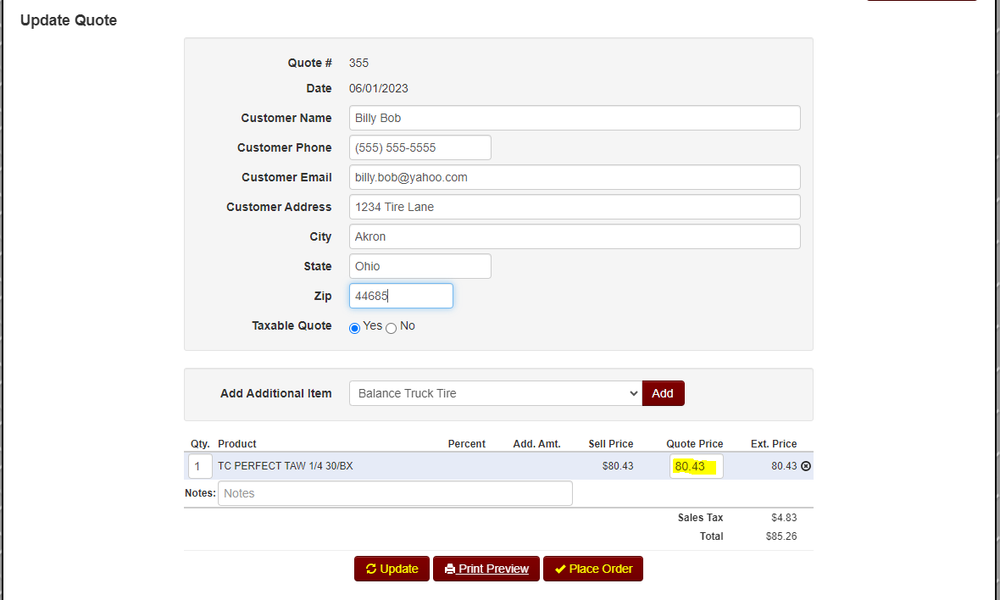 Update Quote
Quote # 355
Date 06/01/2023
Customer Name Billy Bob
Customer Phone (555) 555-5555
Customer Email billy.bob@yahoo.com
Customer Address 1234 Tire Lane
City Akron
State Ohio
Zip 44685
Taxable Quote Yes No
Add Additional Item Balance Truck Tire Add
Qty. Product Percent Add. Amt. Sell Price Quote Price Ext. Price
1 TC PERFECT TAW 1/4 30/BX $80.43 80.43 80.43
Notes: Notes
Sales Tax $4.83
Total $85.26
Update Print Preview Place Order